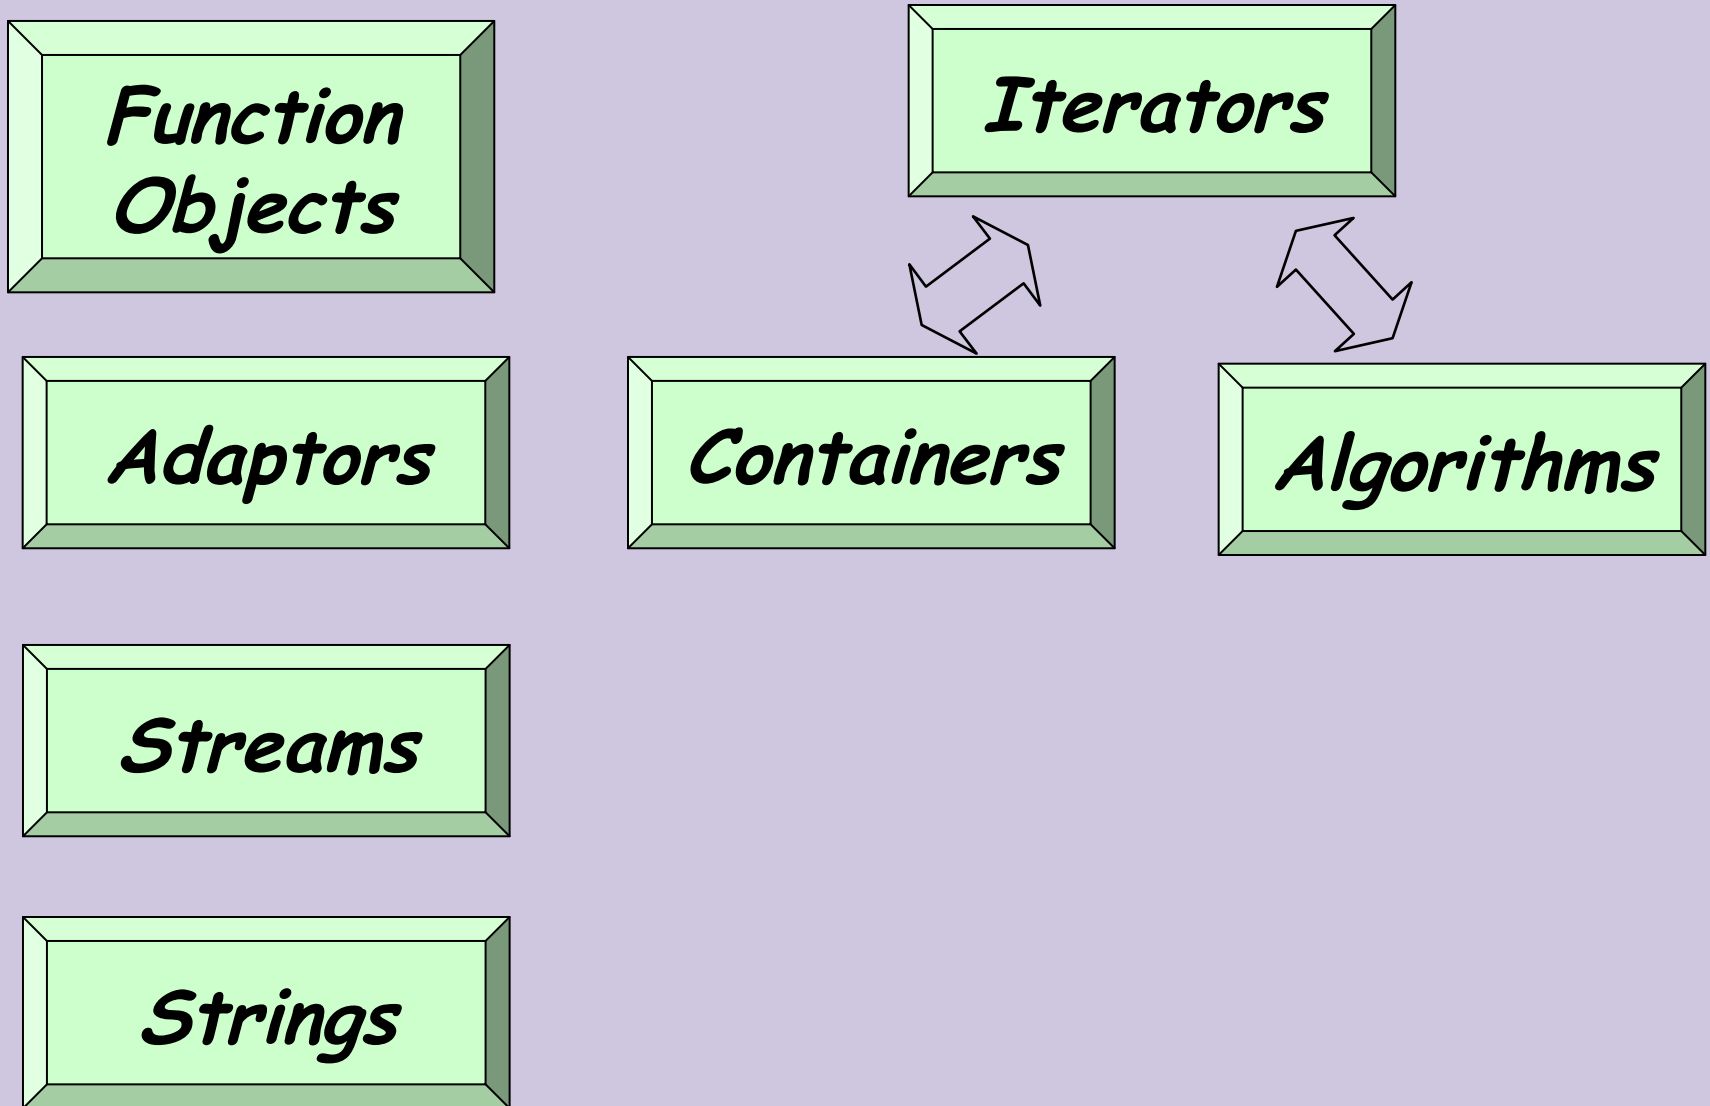 Function
Objects
Iterators
Adaptors
Containers
Algorithms
Streams
Strings